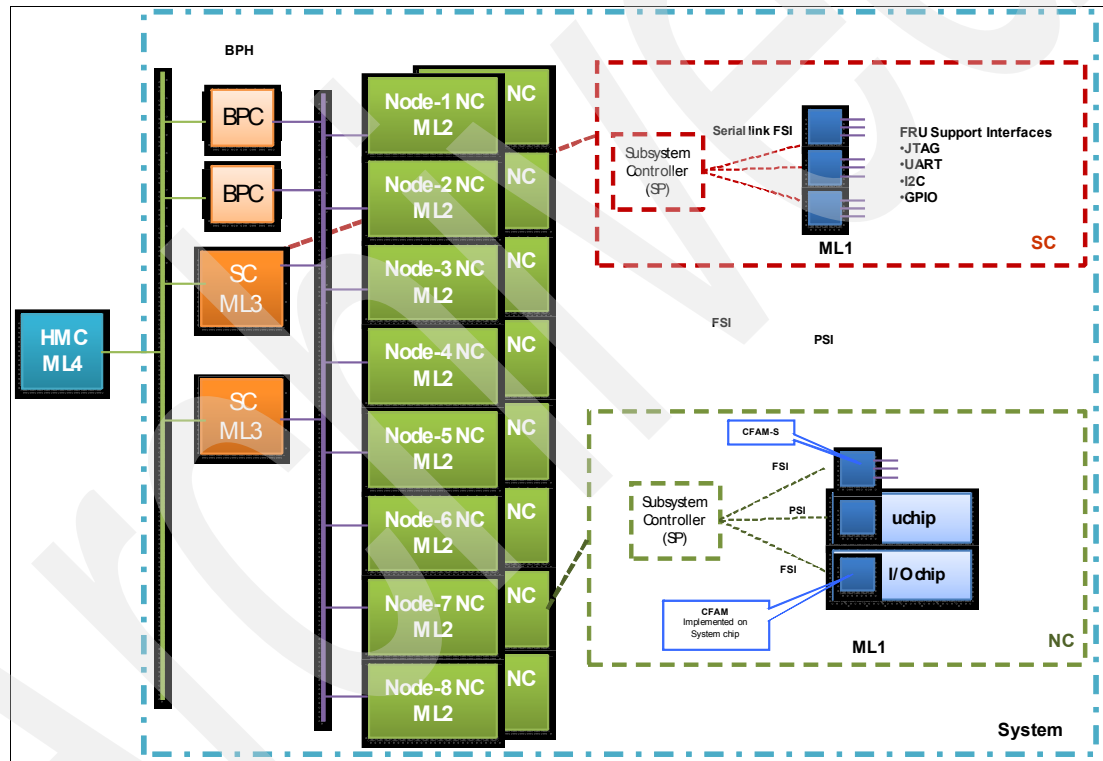 BPH
BPC
BPC
SC
ML3
SC
ML3
HMC
ML4
Node-1 NC
ML2
NC
Node-2 NC
ML2
NC
Node-3 NC
ML2
NC
Node-4 NC
ML2
NC
Node-5 NC
ML2
NC
Node-6 NC
ML2
NC
Node-7 NC
ML2
NC
Node-8 NC
ML2
NC
Subsystem
Controller
(SP)
Serial link FSI
ML1
FRU Support Interfaces
•JTAG
•UART
•I2C
•GPIO
SC
FSI
PSI
CFAM-S
FSI
Subsystem
Controller
(SP)
PSI
uchip
FSI
I/Ochip
CFAM
Implemented on
System chip
ML1
NC
System